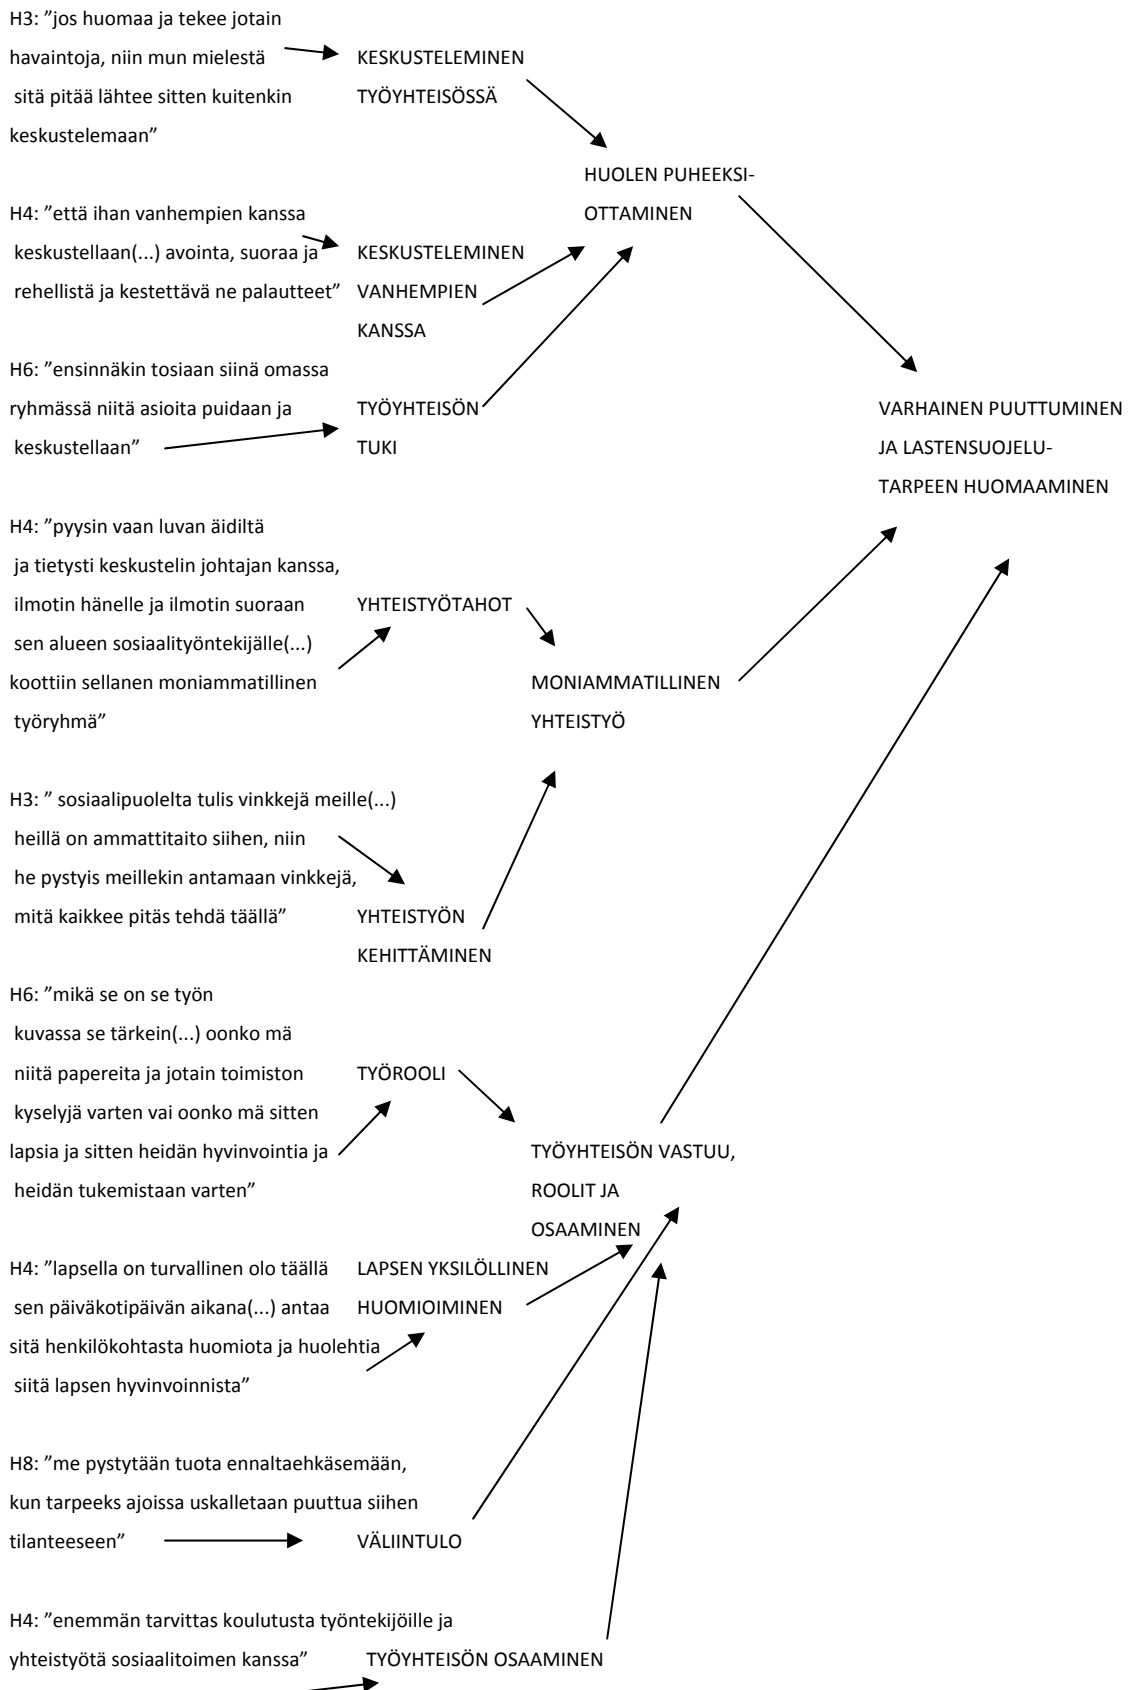 H3: ”jos huomaa ja tekee jotain
havaintoja, niin mun mielestä
sitä pitää lähtee sitten kuitenkin
keskustelemaan”
KESKUSTELEMINEN
TYÖYHTEISÖSSÄ
HUOLEN PUHEEKSI-
OTTAMINEN
H4: ”että ihan vanhempien kanssa
keskustellaan(...) avointa, suoraa ja
rehellistä ja kestettävä ne palautteet”
KESKUSTELEMINEN
VANHEMPIEN
KANSSA
H6: ”ensinnäkin tosiaan siinä omassa
ryhmässä niitä asioita puidaan ja
keskustellaan”
TYÖYHTEISÖN
TUKI
VARHAINEN PUUTTUMINEN
JA LASTENSUOJELU-
TARPEEN HUOMAAMINEN
H4: ”pyysin vaan luvan äidiltä
ja tietysti keskustelin johtajan kanssa,
ilmotin hänelle ja ilmotin suoraan
sen alueen sosiaalityöntekijälle(...)
koottiin sellanen moniammatillinen
työryhmä”
YHTEISTYÖTAHOT
MONIAMMATILLINEN
YHTEISTYÖ
H3: ” sosiaalipuolelta tulis vinkkejä meille(...)
heillä on ammattitaito siihen, niin
he pystyis meillekin antamaan vinkkejä,
mitä kaikkee pitäs tehdä täällä”
YHTEISTYÖN
KEHITTÄMINEN
H6: ”mikä se on se työn
kuvassa se tärkein(...) oonko mä
niitä papereita ja jotain toimiston
kyselyjä varten vai oonko mä sitten
lapsia ja sitten heidän hyvinvointia ja
heidän tukemistaan varten”
TYÖROOLI
TYÖYHTEISÖN VASTUU,
ROOLIT JA
OSAAMINEN
H4: ”lapsella on turvallinen olo täällä
sen päiväkotipäivän aikana(...) antaa
sitä henkilökohtasta huomiota ja huolehtia
siitä lapsen hyvinvoinnista”
LAPSEN YKSILÖLLINEN
HUOMIOIMINEN
H8: ”me pystytään tuota ennaltaehkäsemään,
kun tarpeeks ajoissa uskalletaan puuttua siihen
tilanteeseen”
VÄLIINTULO
H4: ”enemmän tarvittas koulutusta työntekijöille ja
yhteistyötä sosiaalitoimen kanssa”
TYÖYHTEISÖN OSAAMINEN